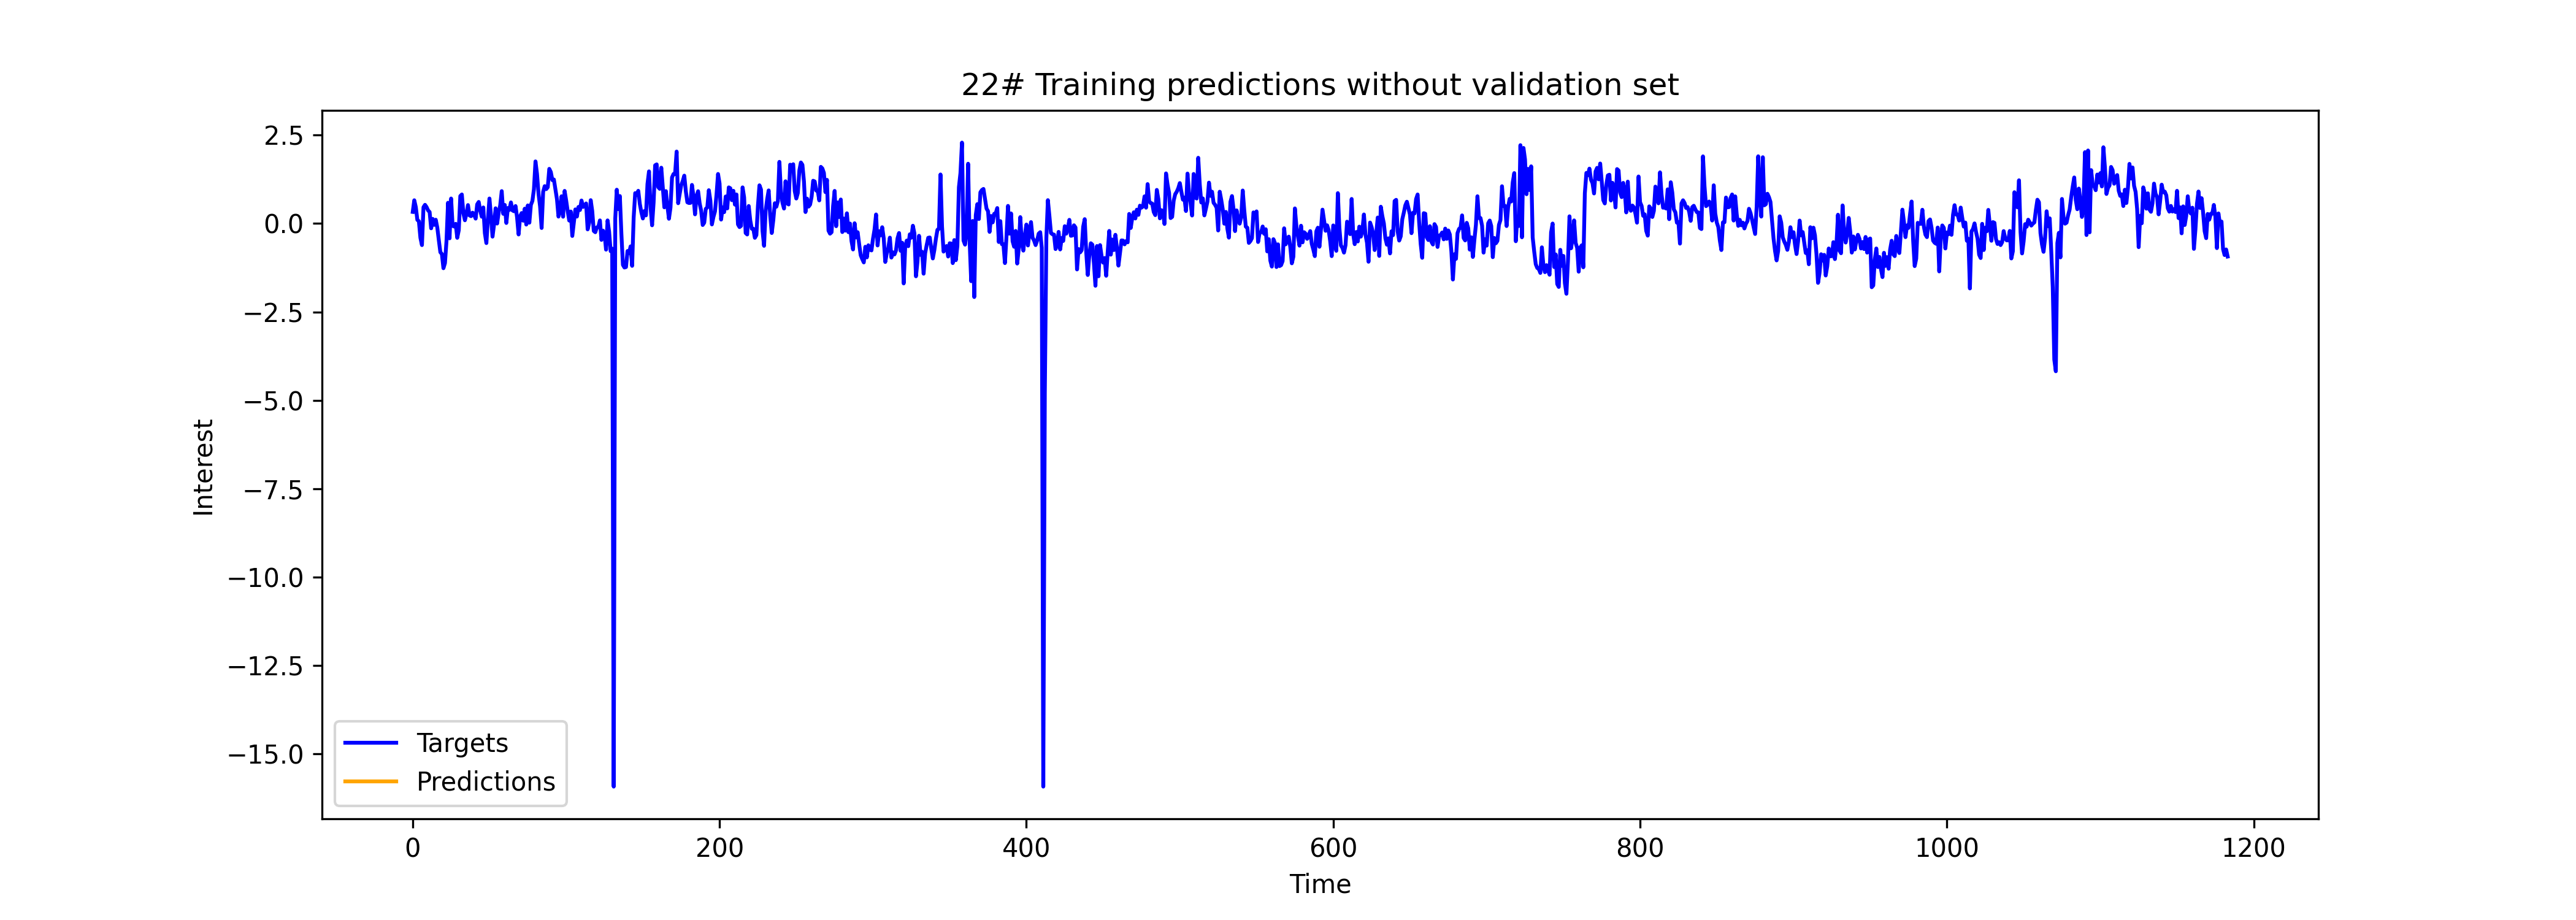 22# Training predictions without validation set
2.5
0.0
−2.5
−5.0
−7.5
−10.0
−12.5
−15.0
Interest
Targets
Predictions
0 200 400 600 800 1000 1200
Time